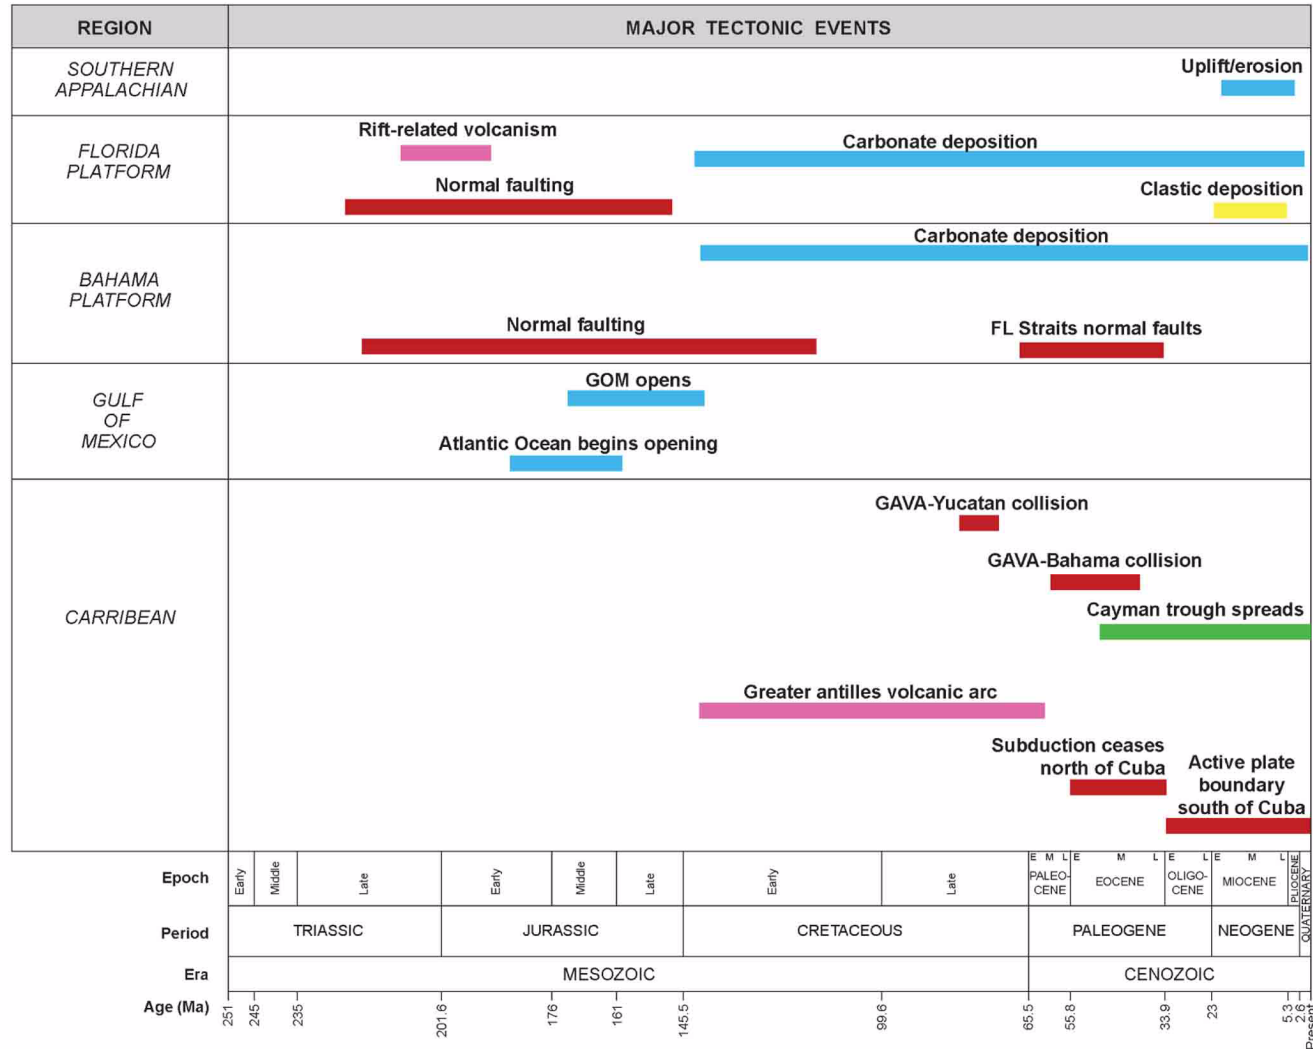 REGION
MAJOR TECTONIC EVENTS
SOUTHERN
APPALACHIAN
Uplift/erosion
FLORIDA
PLATFORM
Rift-related volcanism
Carbonate deposition
Normal faulting
Clastic deposition
BAHAMA
PLATFORM
Carbonate deposition
Normal faulting
FL Straits normal faults
GULF
OF
MEXICO
GOM opens
Atlantic Ocean begins opening
CARRIBEAN
GAVA-Yucatan collision
GAVA-Bahama collision
Cayman trough spreads
Greater antilles volcanic arc
Subduction ceases
north of Cuba
Active plate
boundary
south of Cuba
Epoch
Early
Middle
Late
Early
Middle
Late
Early
Late
E M L
PALEO-
CENE
E M L
EOCENE
E L
OLIGO-
CENE
E M L
MIOCENE
PLIOCENE
QUATERNARY
Period
TRIASSIC
JURASSIC
CRETACEOUS
PALEOGENE
NEOGENE
Era
MESOZOIC
CENOZOIC
Age (Ma)
251
245
235
201.6
176
161
145.5
99.6
65.5
55.8
33.9
23
5.3
2.6
Present